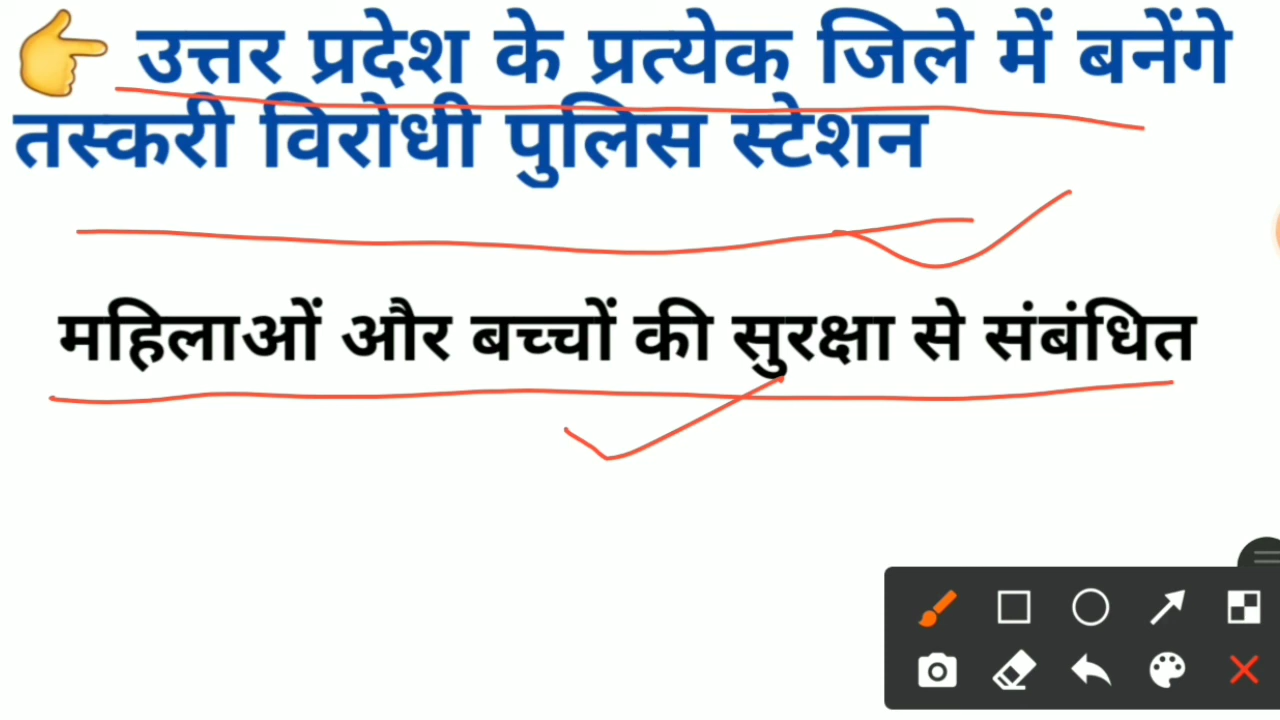 👉 उत्तर प्रदेश के प्रत्येक जिले में बनेंगे
तस्करी विरोधी पुलिस स्टेशन
महिलाओं और बच्चों की सुरक्षा से संबंधित